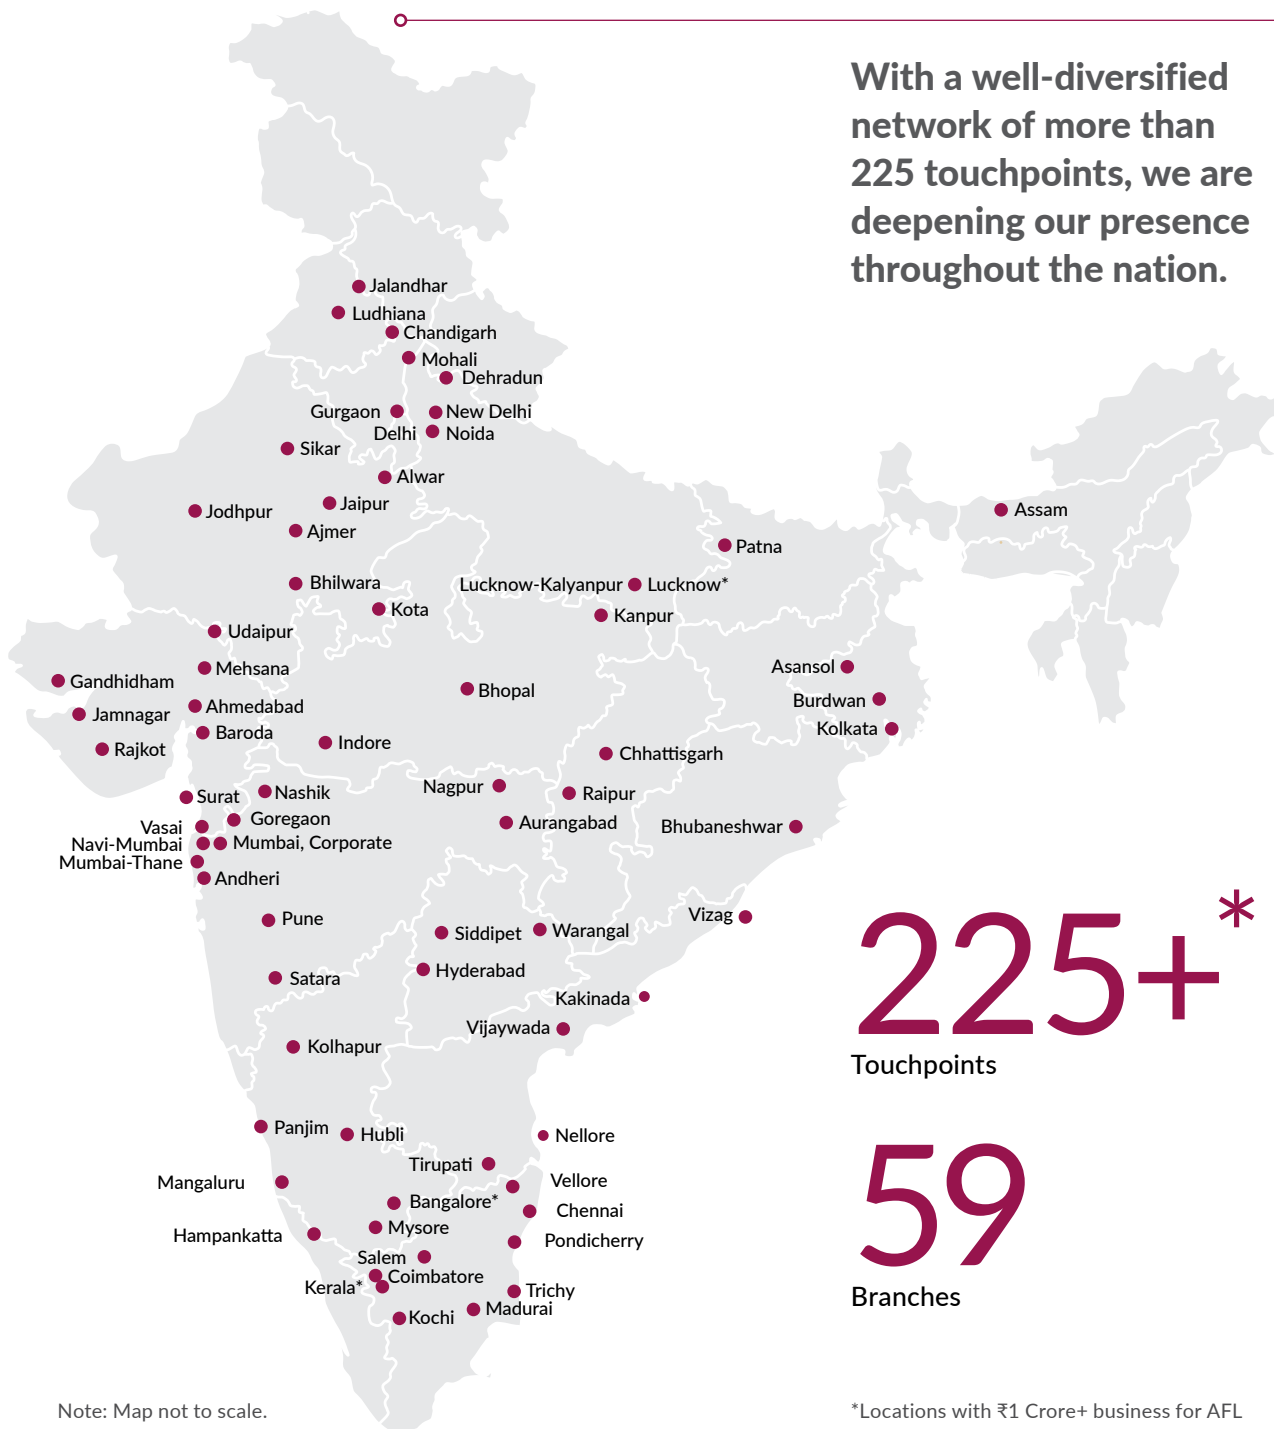 With a well-diversified
network of more than
225 touchpoints, we are
deepening our presence
throughout the nation.
Jalandhar
Ludhiana
Chandigarh
Mohali
Dehradun
Gurgaon
New Delhi
Delhi
Noida
Sikar
Alwar
Jaipur
Jodhpur
Ajmer
Assam
Patna
Bhilwara
Lucknow-Kalyanpur
Lucknow*
Kota
Kanpur
Udaipur
Mehsana
Asansol
Gandhidham
Bhopal
Burdwan
Ahmedabad
Jamnagar
Baroda
Kolkata
Rajkot
Indore
Chhattisgarh
Nagpur
Raipur
Surat
Nashik
Goregaon
Aurangabad
Bhubaneshwar
Vasai
Navi-Mumbai
Mumbai, Corporate
Mumbai-Thane
Andheri
Pune
Vizag
Siddipet
Warangal
Hyderabad
Satara
Kakinada
Vijaywada
Kolhapur
225+*
Touchpoints
Panjim
Hubli
Nellore
Tirupati
Mangaluru
Vellore
Bangalore*
Chennai
Mysore
Hampankatta
Pondicherry
Salem
Coimbatore
Kerala*
Trichy
Madurai
Kochi
59
Branches
Note: Map not to scale.
*Locations with ₹1 Crore+ business for AFL